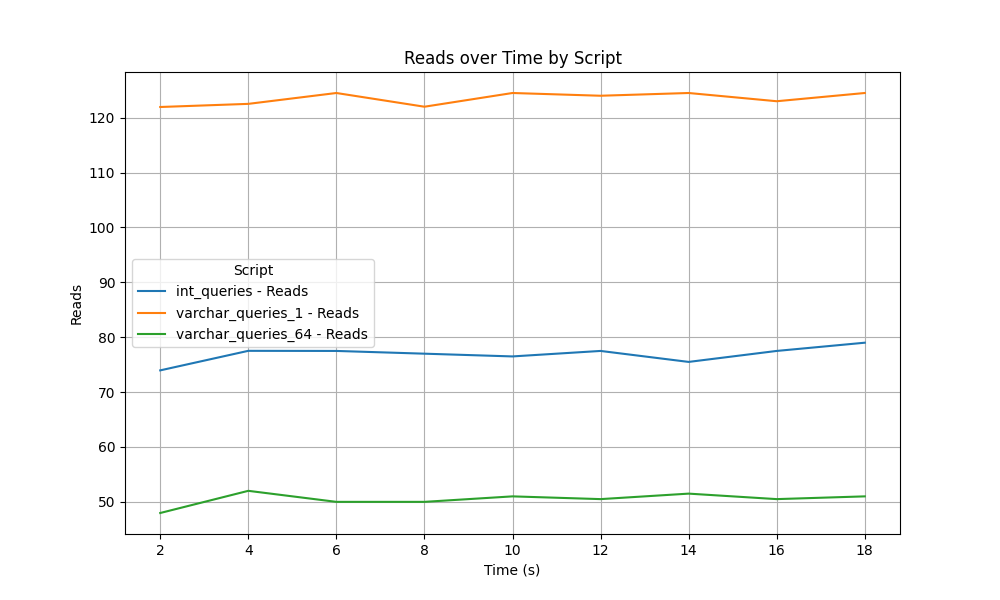 Reads over Time by Script
Reads
120
110
100
90
80
70
60
50
Script
int_queries - Reads
varchar_queries_1 - Reads
varchar_queries_64 - Reads
2 4 6 8 10 12 14 16 18
Time (s)